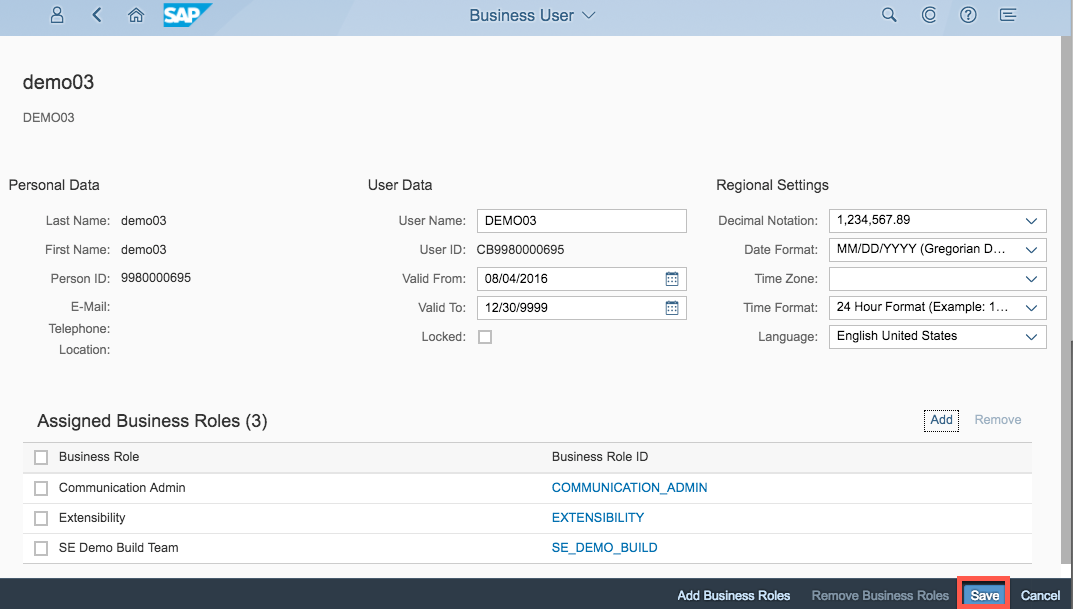 SAP
Business User
demo03
DEMO03
Personal Data
Last Name: demo03
First Name: demo03
Person ID: 9980000695
E-Mail:
Telephone:
Location:
User Data
User Name: DEMO03
User ID: CB9980000695
Valid From: 08/04/2016
Valid To: 12/30/9999
Locked:
Regional Settings
Decimal Notation: 1,234,567.89
Date Format: MM/DD/YYYY (Gregorian D...
Time Zone:
Time Format: 24 Hour Format (Example: 1...
Language: English United States
Assigned Business Roles (3)
Add Remove
Business Role Business Role ID
Communication Admin COMMUNICATION_ADMIN
Extensibility EXTENSIBILITY
SE Demo Build Team SE_DEMO_BUILD
Add Business Roles Remove Business Roles Save Cancel